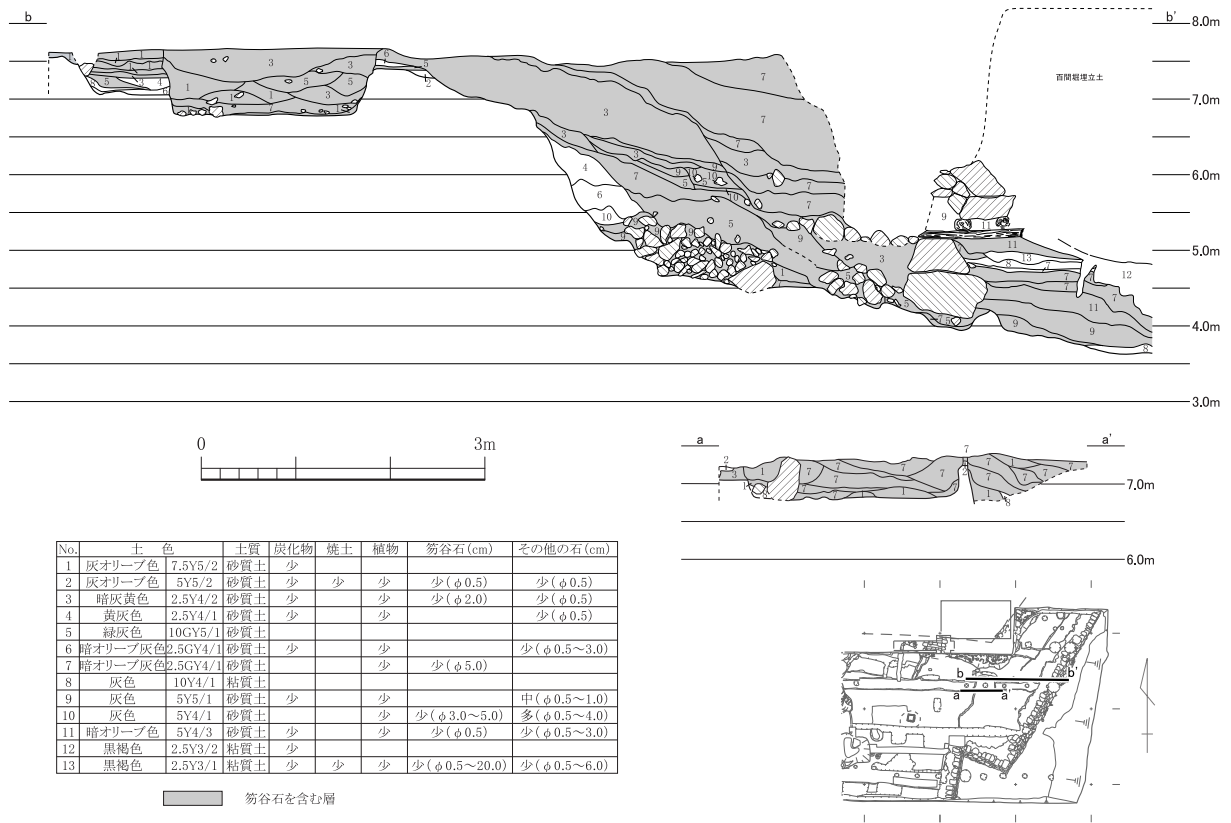 b
b’
8.0m
百間堀埋立土
7.0m
6.0m
5.0m
4.0m
3.0m
0 3m
a
a’
7.0m
6.0m
No. 土 色 土質 炭化物 焼土 植物 笏谷石(cm) その他の石(cm)
1 灰オリーブ色 7.5Y5/2 砂質土 少
2 灰オリーブ色 5Y5/2 砂質土 少 少 少 少(φ0.5) 少(φ0.5)
3 暗灰黄色 2.5Y4/2 砂質土 少 少 少(φ2.0) 少(φ0.5)
4 黄灰色 2.5Y4/1 砂質土 少 少 少(φ0.5)
5 緑灰色 10GY5/1 砂質土
6 暗オリーブ灰色 2.5GY4/1 砂質土 少 少 少(φ0.5～3.0)
7 暗オリーブ灰色 2.5GY4/1 砂質土 少 少(φ5.0)
8 灰色 10Y4/1 粘質土
9 灰色 5Y5/1 砂質土 少 少 中(φ0.5～1.0)
10 灰色 5Y4/1 砂質土 少 少(φ3.0～5.0) 多(φ0.5～4.0)
11 暗オリーブ色 5Y4/3 砂質土 少 少 少(φ0.5) 少(φ0.5～3.0)
12 黒褐色 2.5Y3/2 粘質土 少
13 黒褐色 2.5Y3/1 粘質土 少 少 少 少(φ0.5～20.0) 少(φ0.5～6.0)
笏谷石を含む層
b b’
a a’